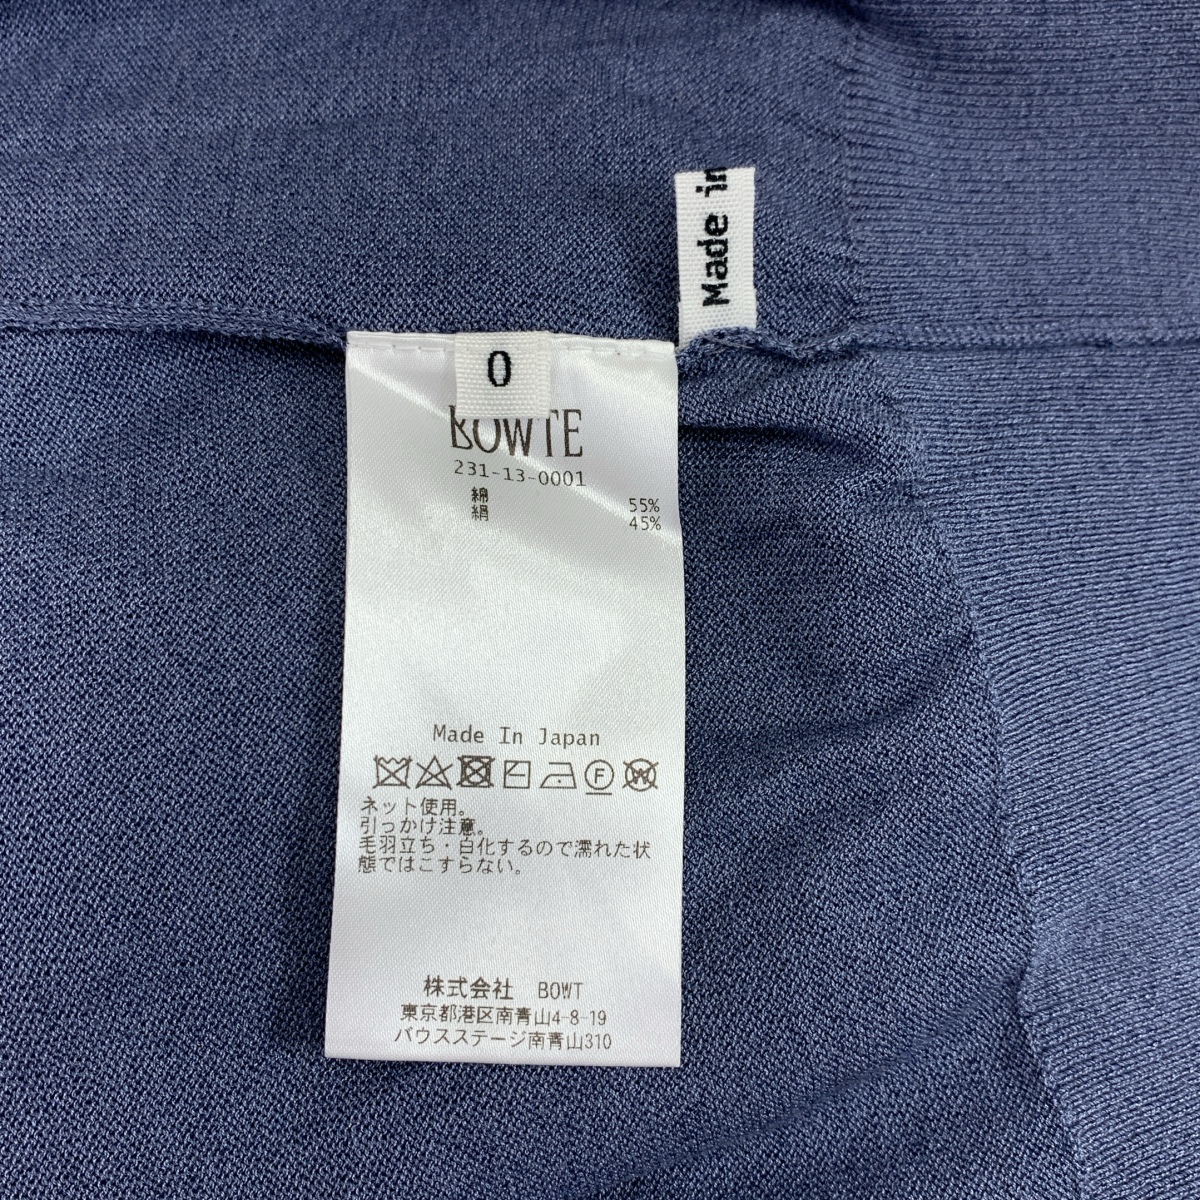 Made in
0
BOWTE
231-13-0001
綿 55%
絹 45%
Made In Japan
F W
ネット使用。
引っかけ注意。
毛羽立ち・白化するので濡れた状
態ではこすらない。
株式会社 BOWT
東京都港区南青山4-8-19
バウスステージ南青山310